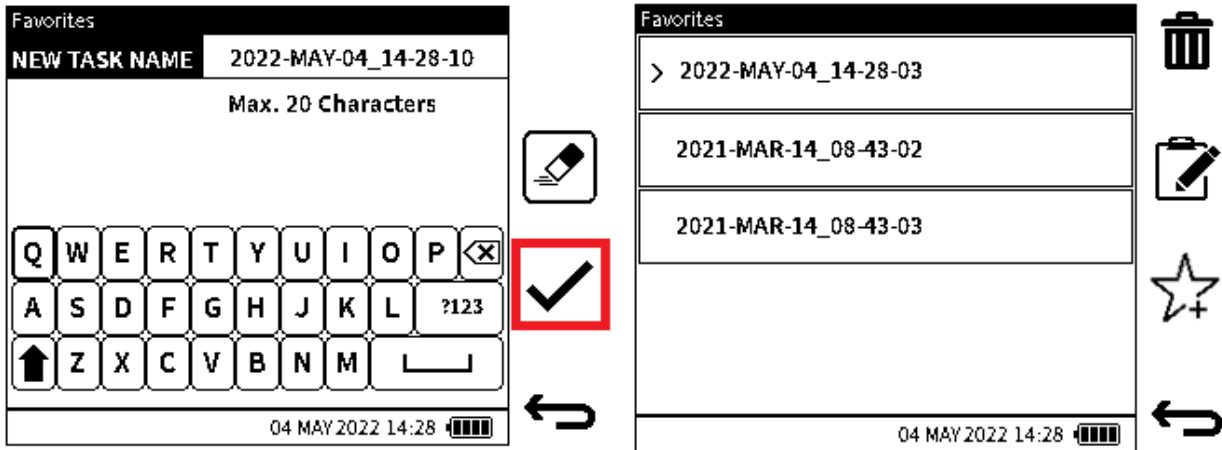 Favorites
NEW TASK NAME 2022-MAY-04_14-28-10
Max. 20 Characters
Q W E R T Y U I O P
A S D F G H J K L ?123
Z X C V B N M
04 MAY 2022 14:28
Favorites
> 2022-MAY-04_14-28-03
2021-MAR-14_08-43-02
2021-MAR-14_08-43-03
04 MAY 2022 14:28